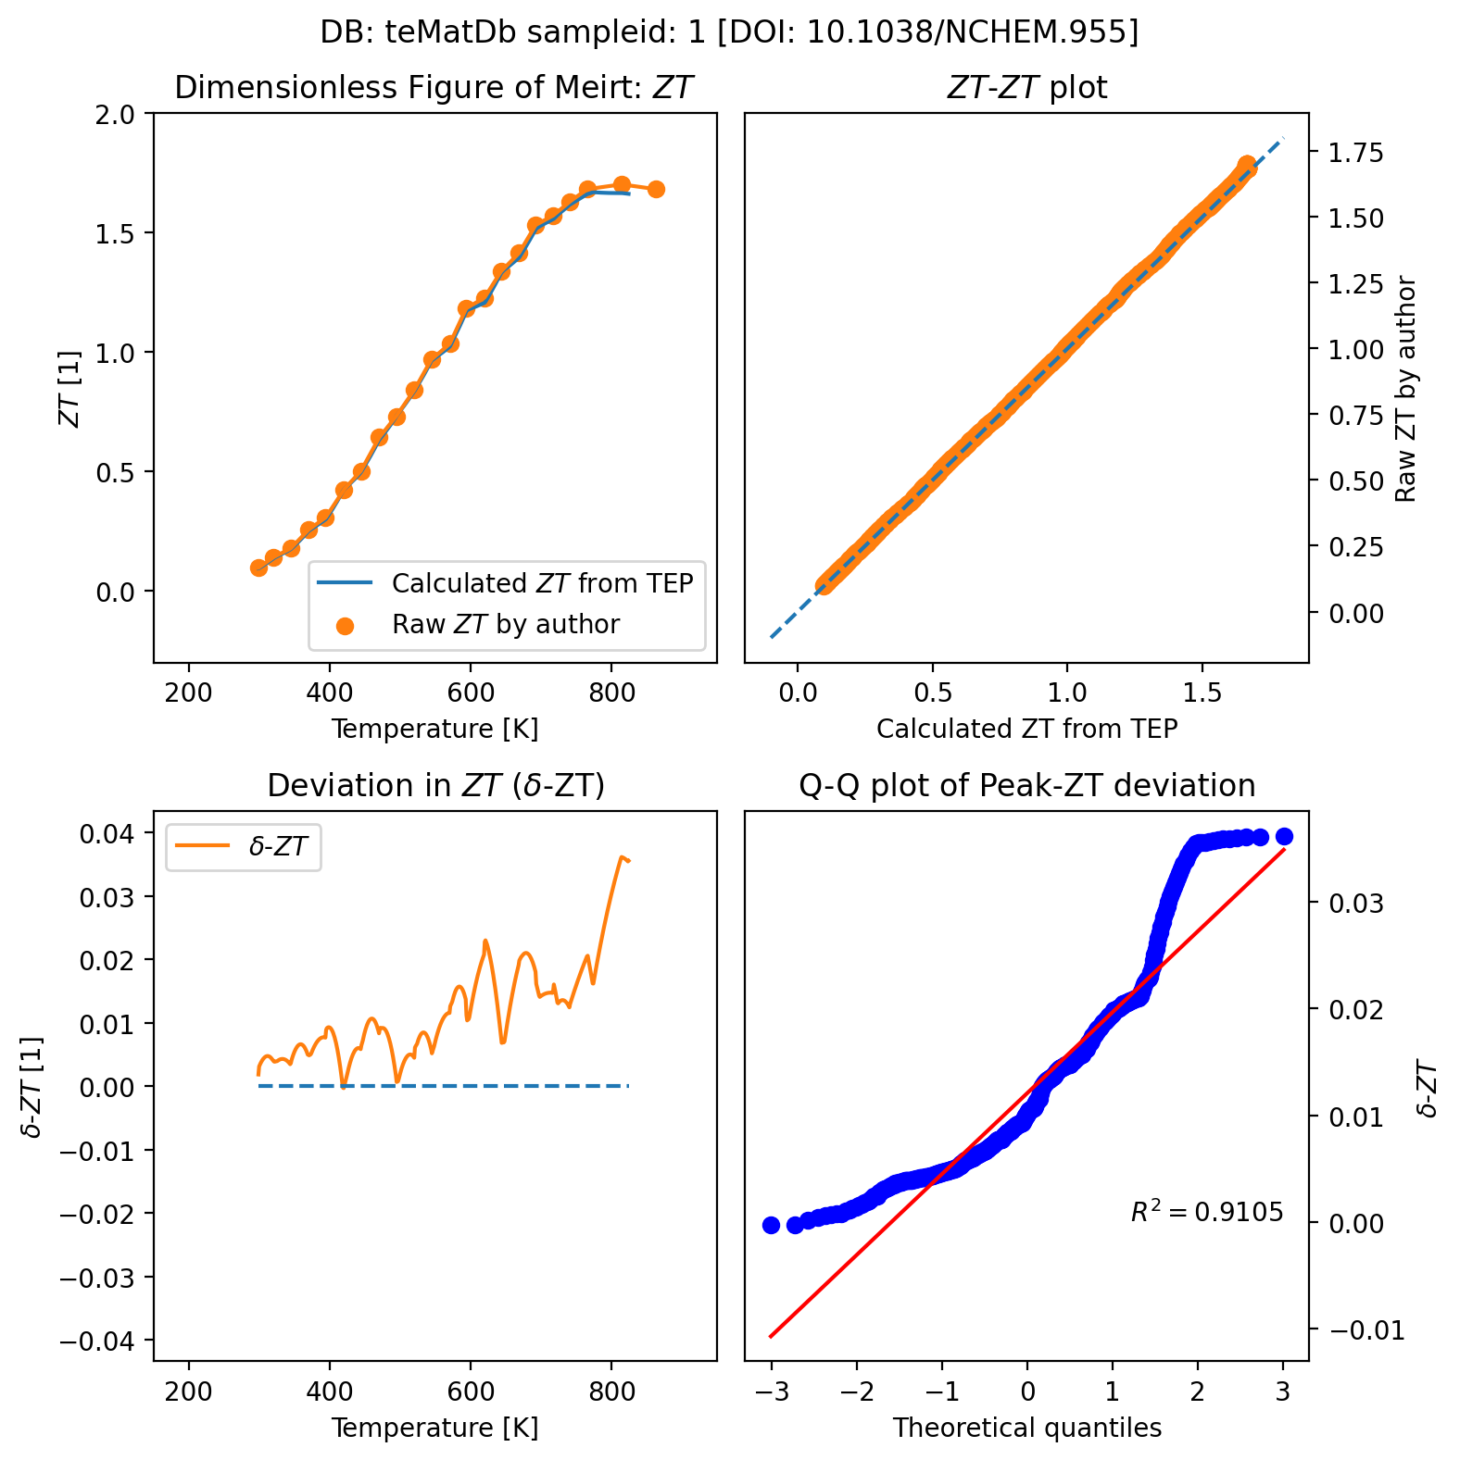 DB: teMatDb sampleid: 1 [DOI: 10.1038/NCHEM.955]
Dimensionless Figure of Meirt: ZT
2.0
1.5
1.0
0.5
0.0
ZT [1]
Calculated ZT from TEP
Raw ZT by author
200 400 600 800
Temperature [K]
ZT-ZT plot
1.75
1.50
1.25
1.00
0.75
0.50
0.25
0.00
Raw ZT by author
0.0 0.5 1.0 1.5
Calculated ZT from TEP
Deviation in ZT (δ-ZT)
0.04
0.03
0.02
0.01
0.00
−0.01
−0.02
−0.03
−0.04
δ-ZT [1]
δ-ZT
200 400 600 800
Temperature [K]
Q-Q plot of Peak-ZT deviation
0.03
0.02
0.01
0.00
−0.01
δ-ZT
R² = 0.9105
−3 −2 −1 0 1 2 3
Theoretical quantiles